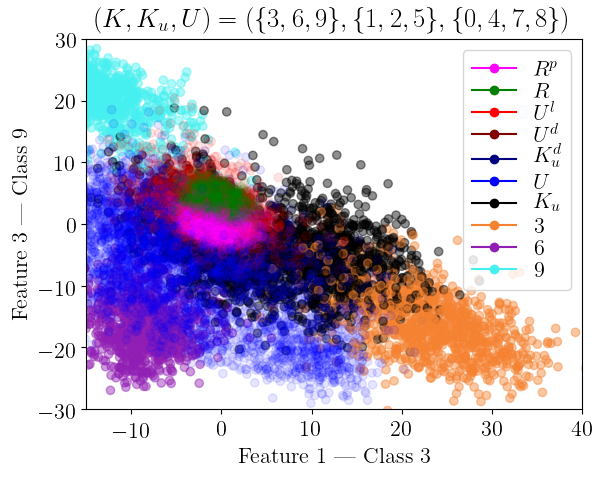 (K, K_u, U) = ({3, 6, 9}, {1, 2, 5}, {0, 4, 7, 8})
30
20
10
0
−10
−20
−30
Feature 3 — Class 9
R^p
R
U^l
U^d
K_u^d
U
K_u
3
6
9
−10
0
10
20
30
40
Feature 1 — Class 3